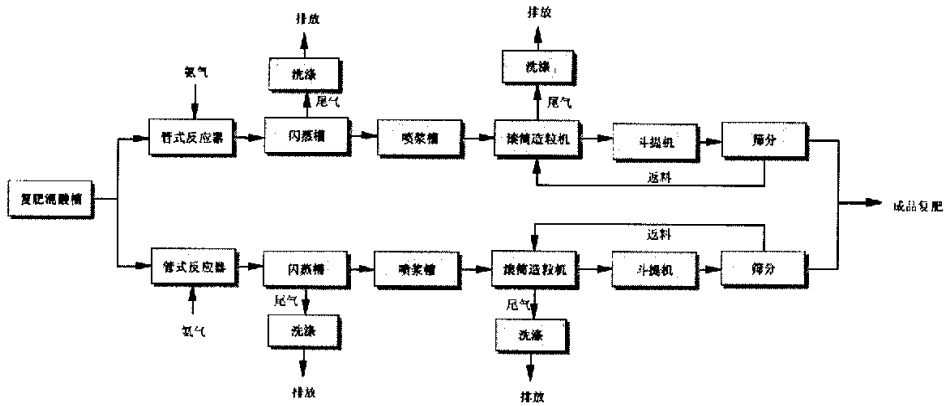 排放
排放
洗涤
洗涤
氨气
尾气
尾气
管式反应器
闪蒸槽
喷浆槽
滚筒造粒机
斗提机
筛分
返料
复肥混酸槽
成品复肥
返料
管式反应器
闪蒸槽
喷浆槽
滚筒造粒机
斗提机
筛分
尾气
尾气
氨气
洗涤
洗涤
排放
排放